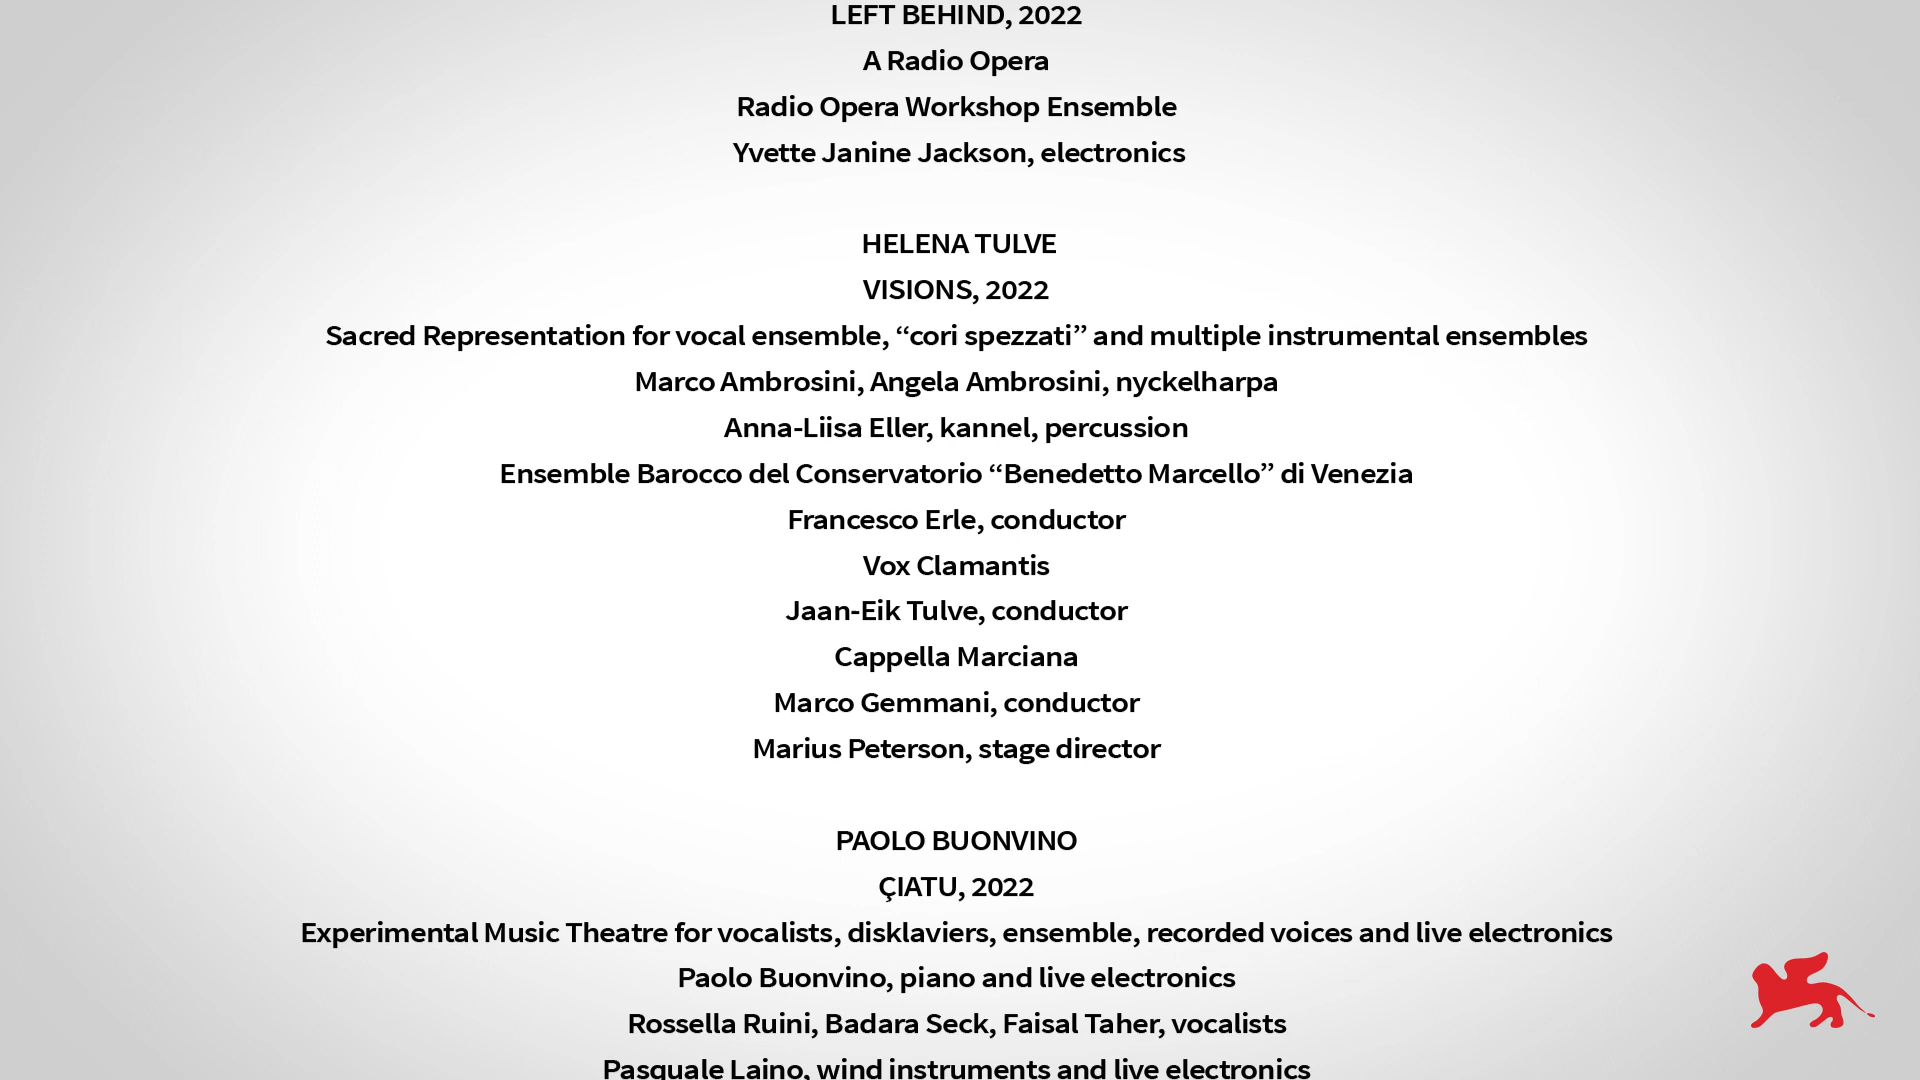 LEFT BEHIND, 2022
A Radio Opera
Radio Opera Workshop Ensemble
Yvette Janine Jackson, electronics
HELENA TULVE
VISIONS, 2022
Sacred Representation for vocal ensemble, “cori spezzati” and multiple instrumental ensembles
Marco Ambrosini, Angela Ambrosini, nyckelharpa
Anna-Liisa Eller, kannel, percussion
Ensemble Barocco del Conservatorio “Benedetto Marcello” di Venezia
Francesco Erle, conductor
Vox Clamantis
Jaan-Eik Tulve, conductor
Cappella Marciana
Marco Gemmani, conductor
Marius Peterson, stage director
PAOLO BUONVINO
ÇIATU, 2022
Experimental Music Theatre for vocalists, disklaviers, ensemble, recorded voices and live electronics
Paolo Buonvino, piano and live electronics
Rossella Ruini, Badara Seck, Faisal Taher, vocalists
Pasquale Laino, wind instruments and live electronics